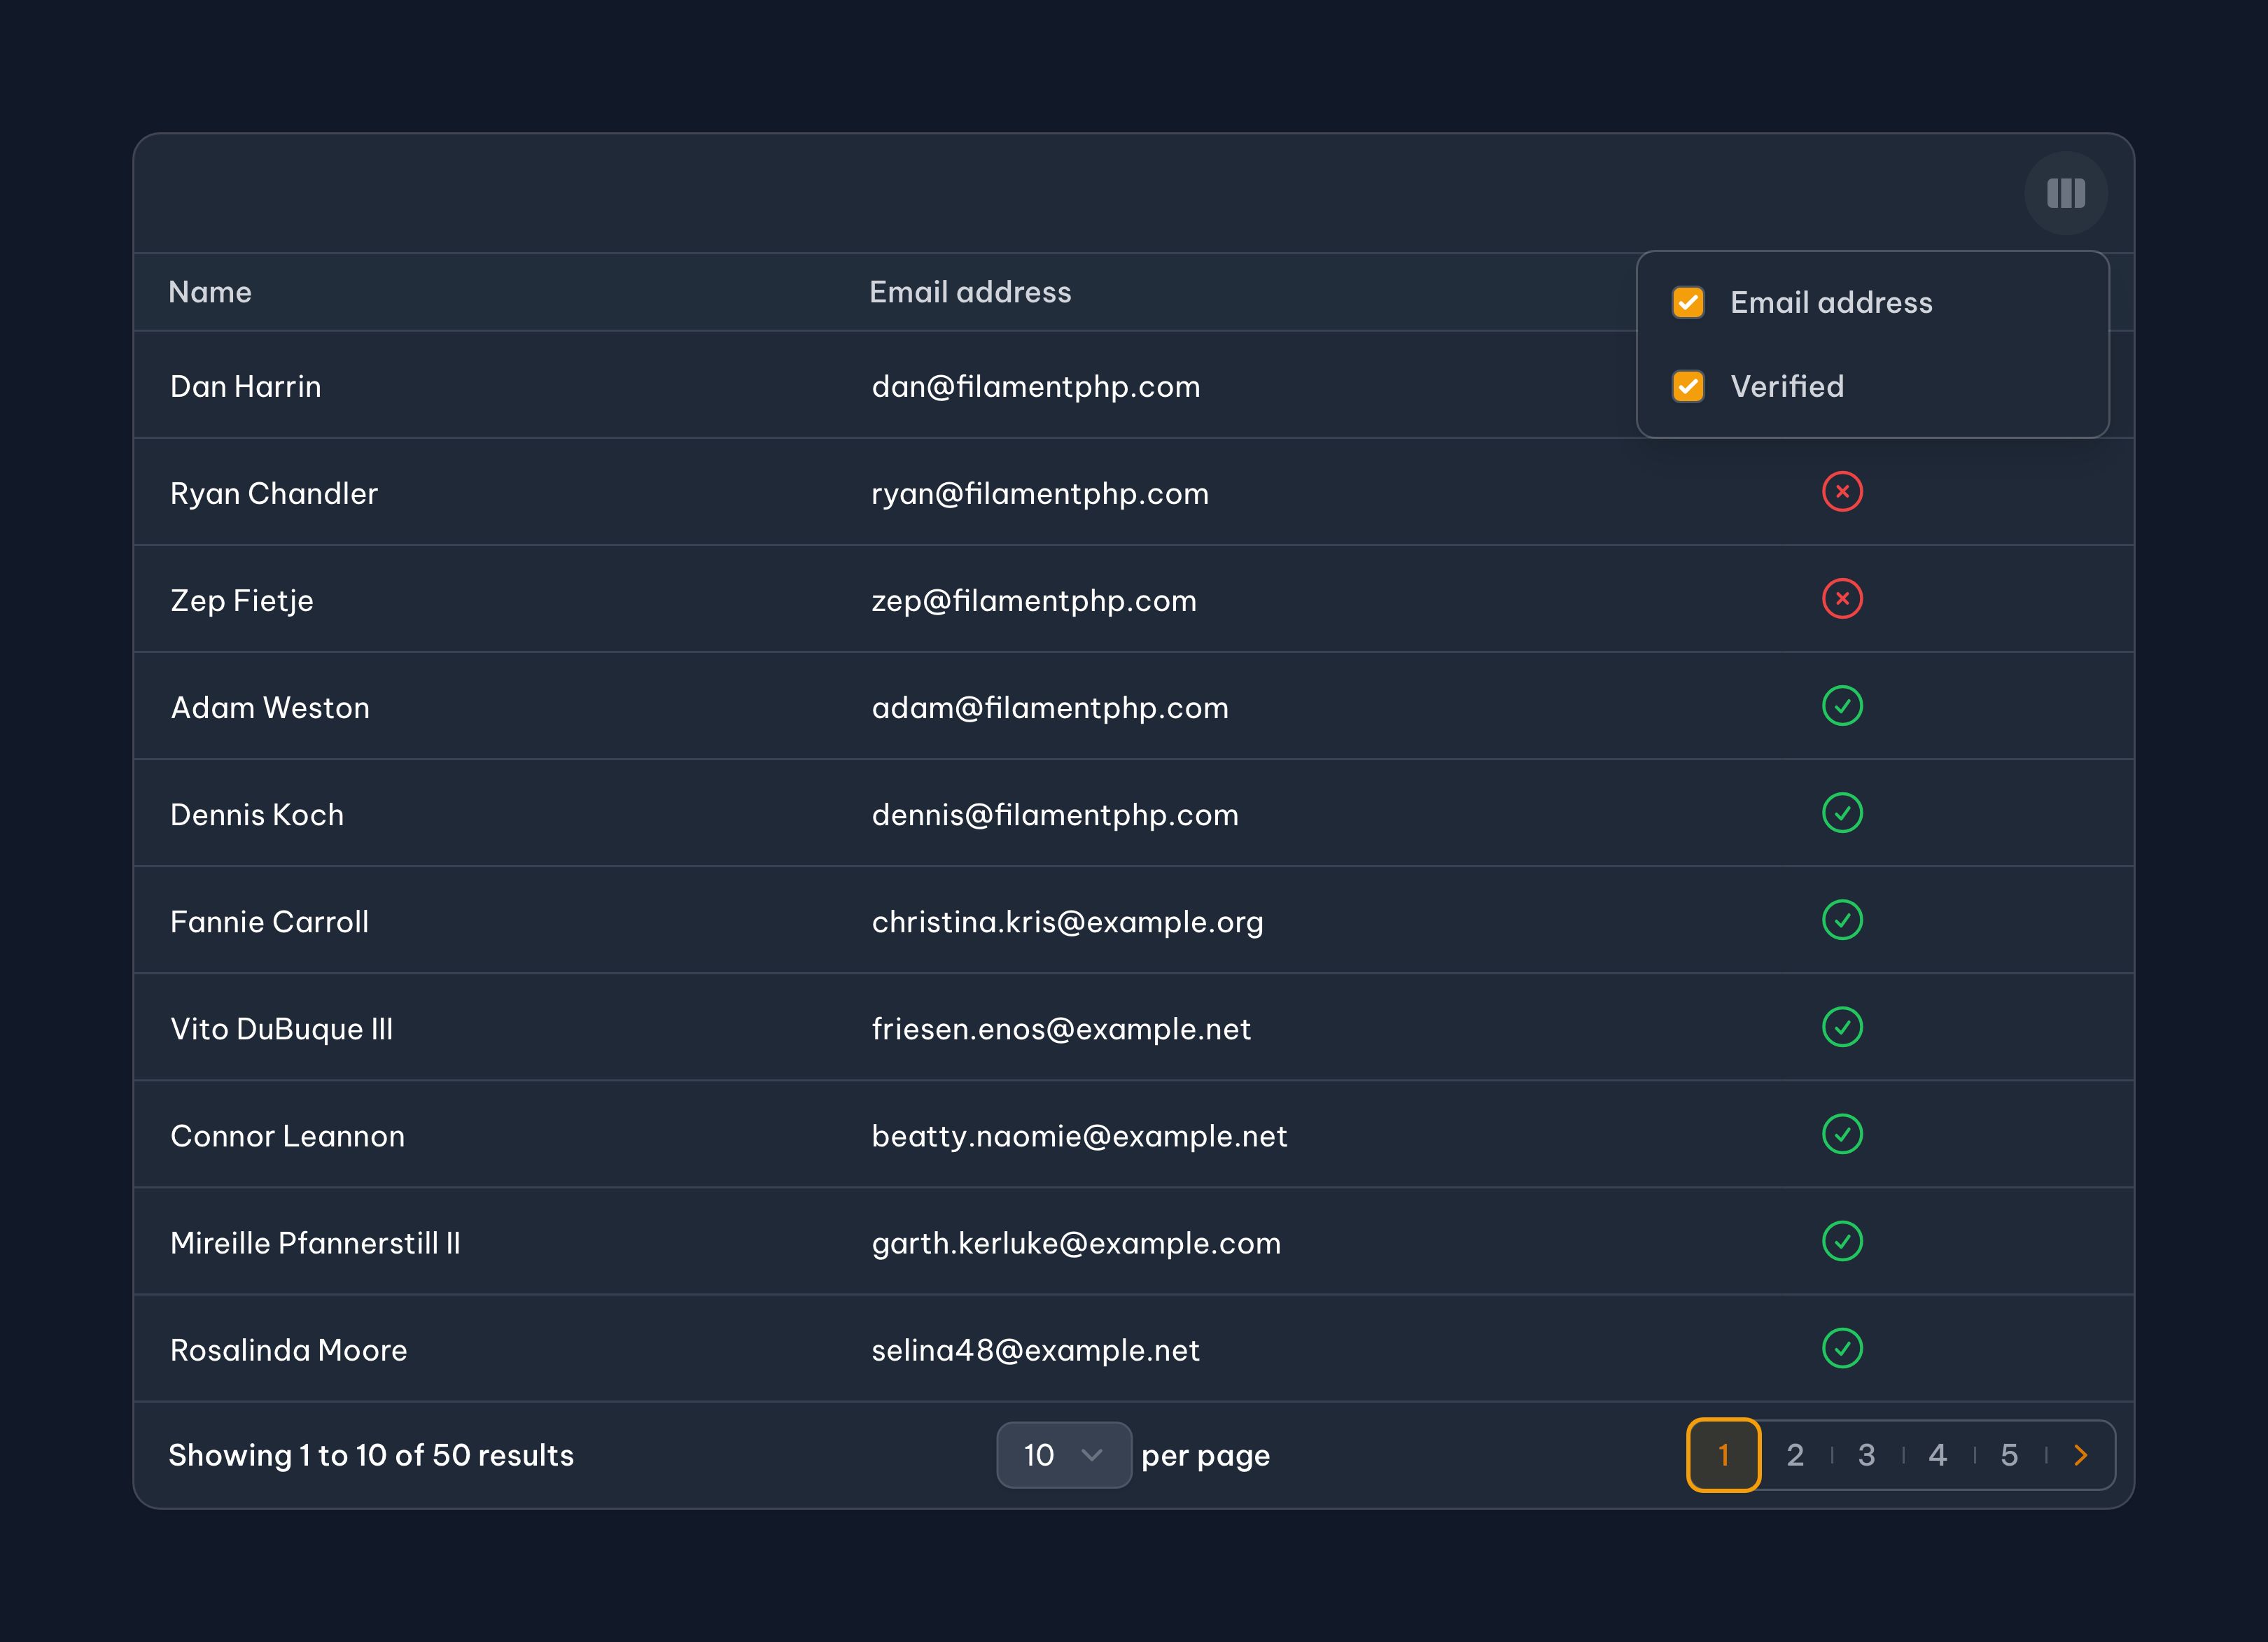 Name Email address
Email address
Verified
Dan Harrin dan@filamentphp.com
Ryan Chandler ryan@filamentphp.com
Zep Fietje zep@filamentphp.com
Adam Weston adam@filamentphp.com
Dennis Koch dennis@filamentphp.com
Fannie Carroll christina.kris@example.org
Vito DuBuque III friesen.enos@example.net
Connor Leannon beatty.naomie@example.net
Mireille Pfannerstill II garth.kerluke@example.com
Rosalinda Moore selina48@example.net
Showing 1 to 10 of 50 results 10 per page 1 2 3 4 5